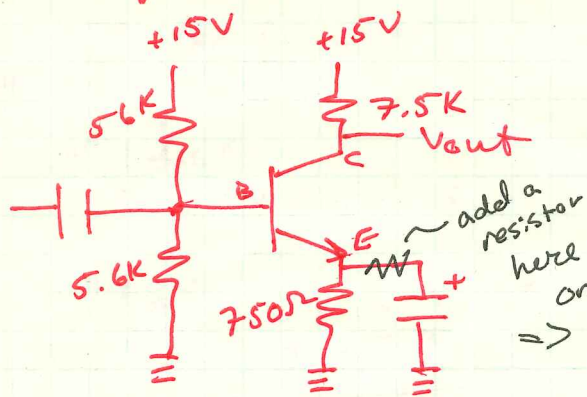 +15V +15V
56K 7.5K
Vout
C
B
E
add a
resistor
here
or
=>
5.6K
750Ω
+